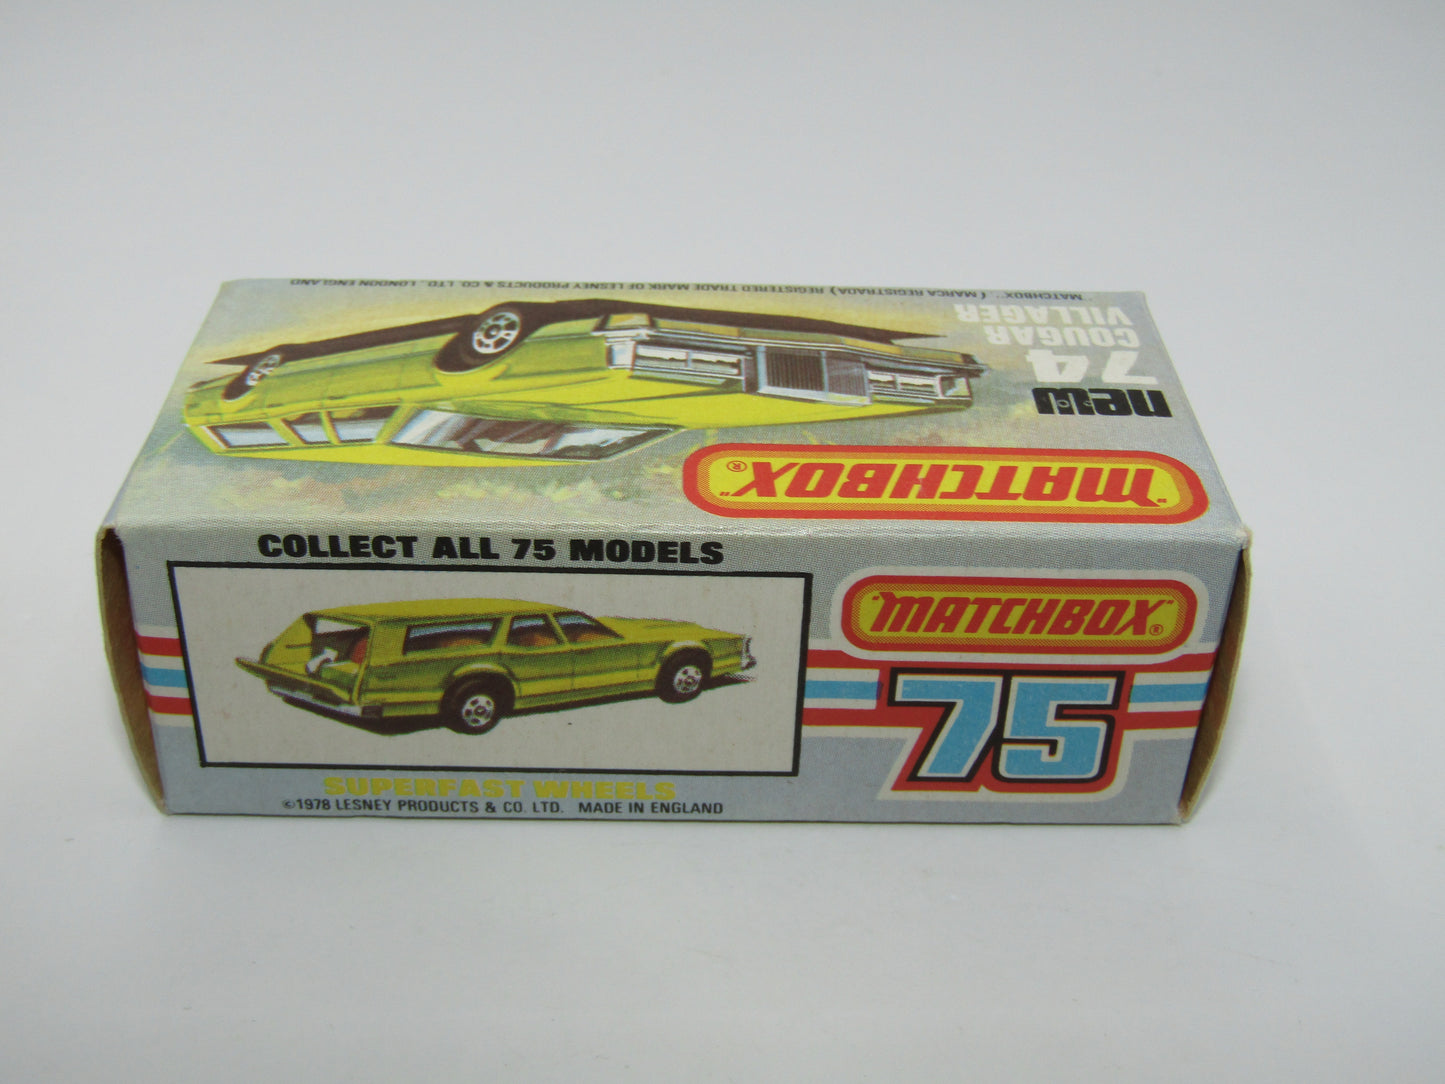 "MATCHBOX" ( MARCA REGISTRADA ) REGISTERED TRADE MARK OF LESNEY PRODUCTS & CO. LTD., LONDON ENGLAND
"MATCHBOX"®
new
74
COUGAR
VILLAGER
COLLECT ALL 75 MODELS
"MATCHBOX"®
75
SUPERFAST WHEELS
©1978 LESNEY PRODUCTS & CO. LTD. MADE IN ENGLAND